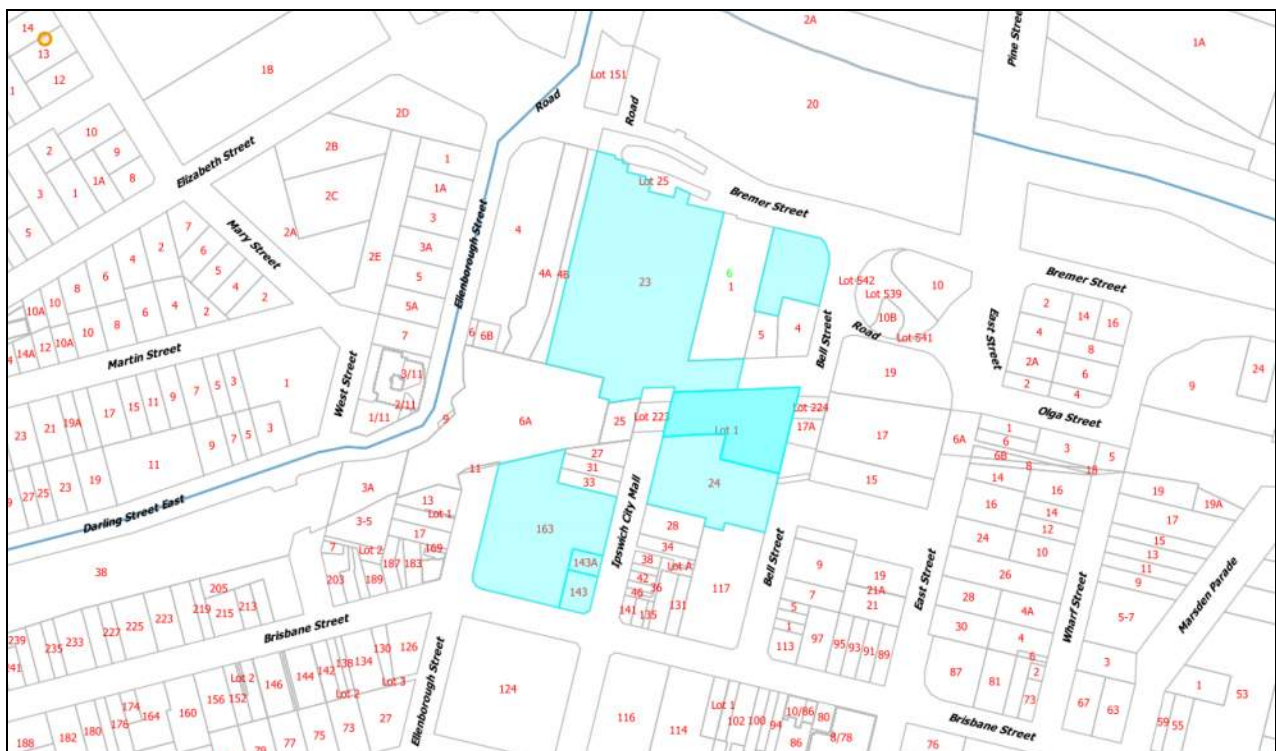 14
13
12
1
1B
2A
Pine Street
1A
Lot 151
20
Road
Road
2D
2B
2C
2A
2E
1
1A
3
3A
5
5A
7
10
2
9
1A
8
3
1
5
Elizabeth Street
Mary Street
7
6
5
4
2
2
4
6
8
10
10A
2
4
6
8
10
10A
12
14A
Martin Street
West Street
Ellenborough Street
4
4A
4B
6
6B
Lot 25
Bremer Street
23
6
1
5
4
Bell Street
Lot 542
Lot 539
10
10B
Road
Lot 541
Bremer Street
East Street
2
14
16
4
8
2A
6
2
4
24
9
19
Olga Street
3/11
2/11
1/11
9
6A
25
Lot 223
Lot 1
Lot 224
17A
17
6A
1
6
6B
3
5
8
18
1
3
5
7
9
11
15
17
19A
21
23
3
5
7
9
11
19
23
25
27
Darling Street East
3A
3-5
11
27
31
33
24
15
14
16
16
14
12
19
19A
17
15
13
11
9
13
Lot 1
17
169
183
187
Lot 2
189
7
203
163
143A
143
Ipswich City Mall
28
34
38
Lot A
42
36
46
141
135
131
117
Bell Street
9
7
5
1
113
97
95
93
91
89
19
21A
21
East Street
24
10
26
28
4A
30
4
6
2
87
81
73
Wharf Street
5-7
Marsden Parade
3
67
63
1
53
59
55
38
205
219
215
213
225
223
227
233
235
239
241
Brisbane Street
Ellenborough Street
126
130
134
138
Lot 3
Lot 2
142
144
146
Lot 2
152
156
160
164
174
176
180
182
188
27
73
75
77
79
124
116
114
Lot 1
102
100
94
10/86
80
86
8/78
76
Brisbane Street